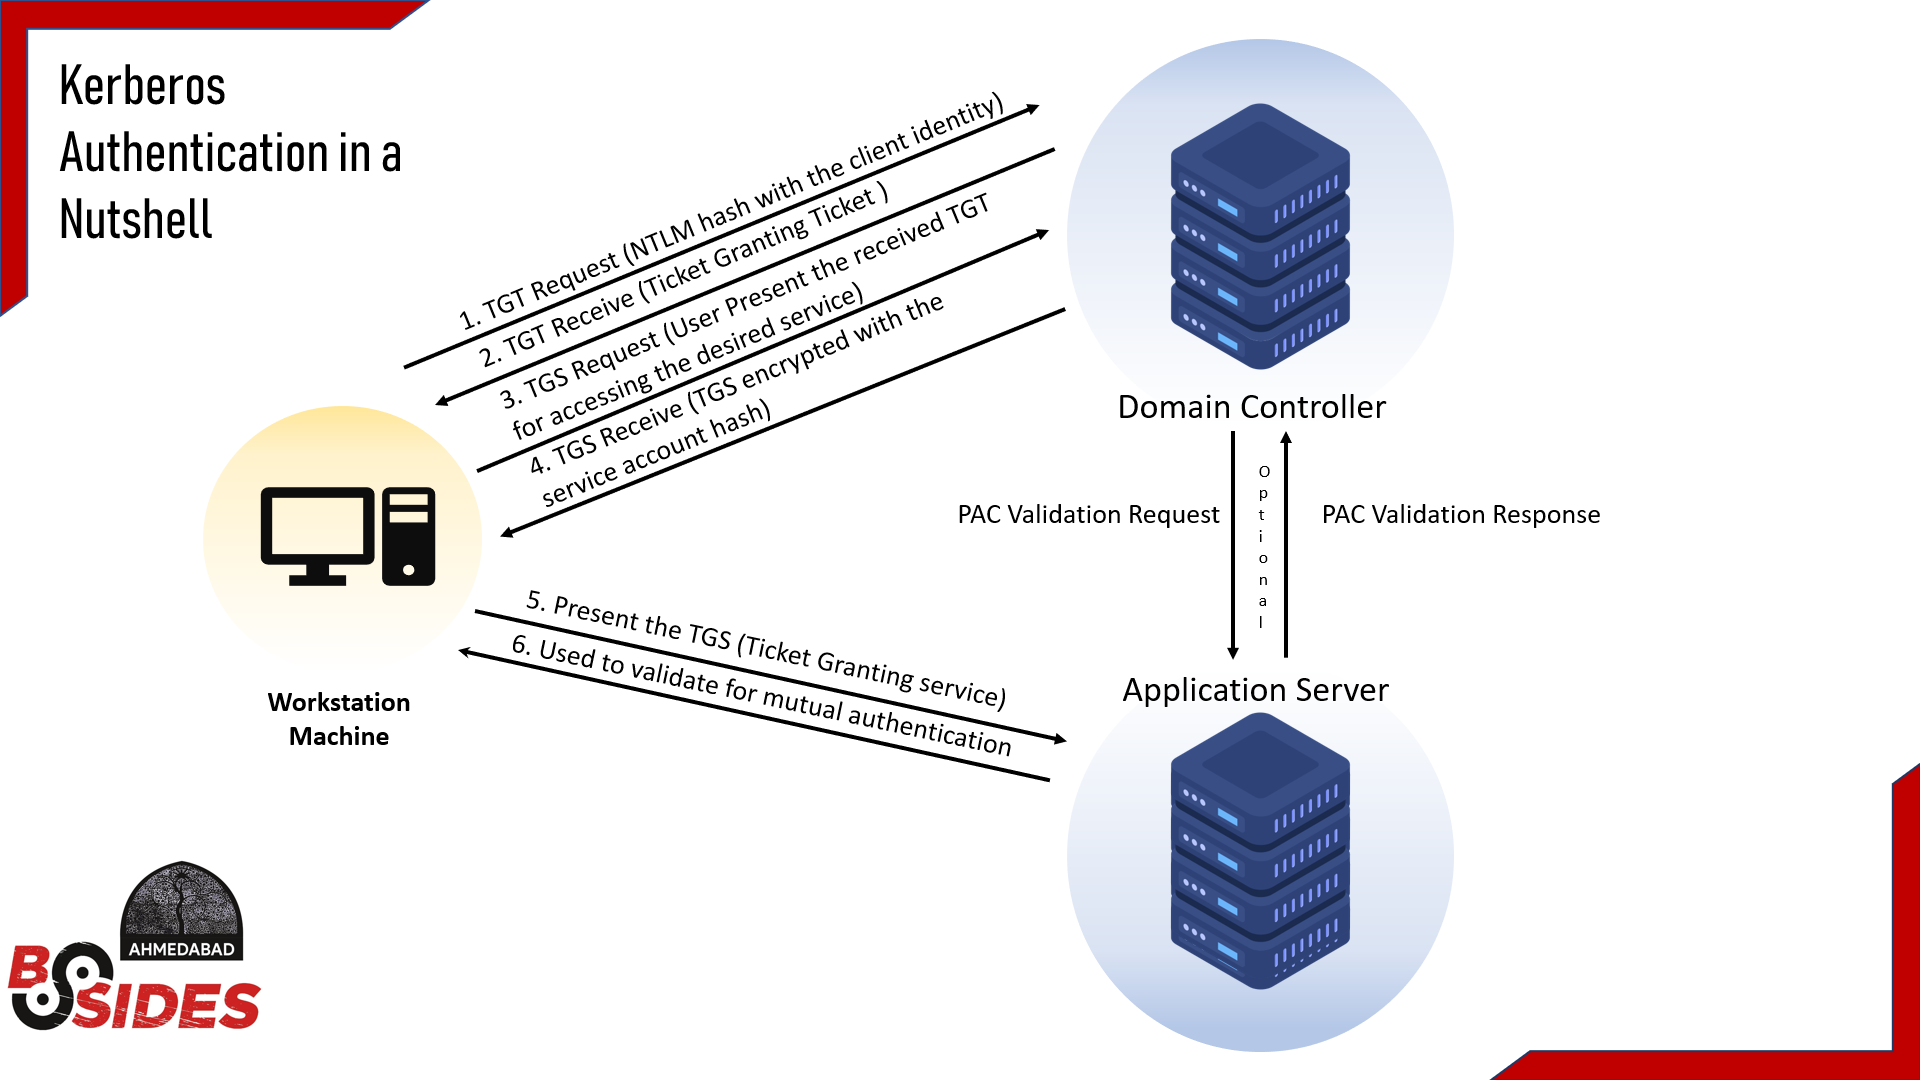 Kerberos
Authentication in a
Nutshell
1. TGT Request (NTLM hash with the client identity)
2. TGT Receive (Ticket Granting Ticket )
3. TGS Request (User Present the received TGT
for accessing the desired service)
4. TGS Receive (TGS encrypted with the
service account hash)
Domain Controller
PAC Validation Request
Optional
PAC Validation Response
5. Present the TGS (Ticket Granting service)
6. Used to validate for mutual authentication
Workstation
Machine
Application Server
AHMEDABAD
BSIDES